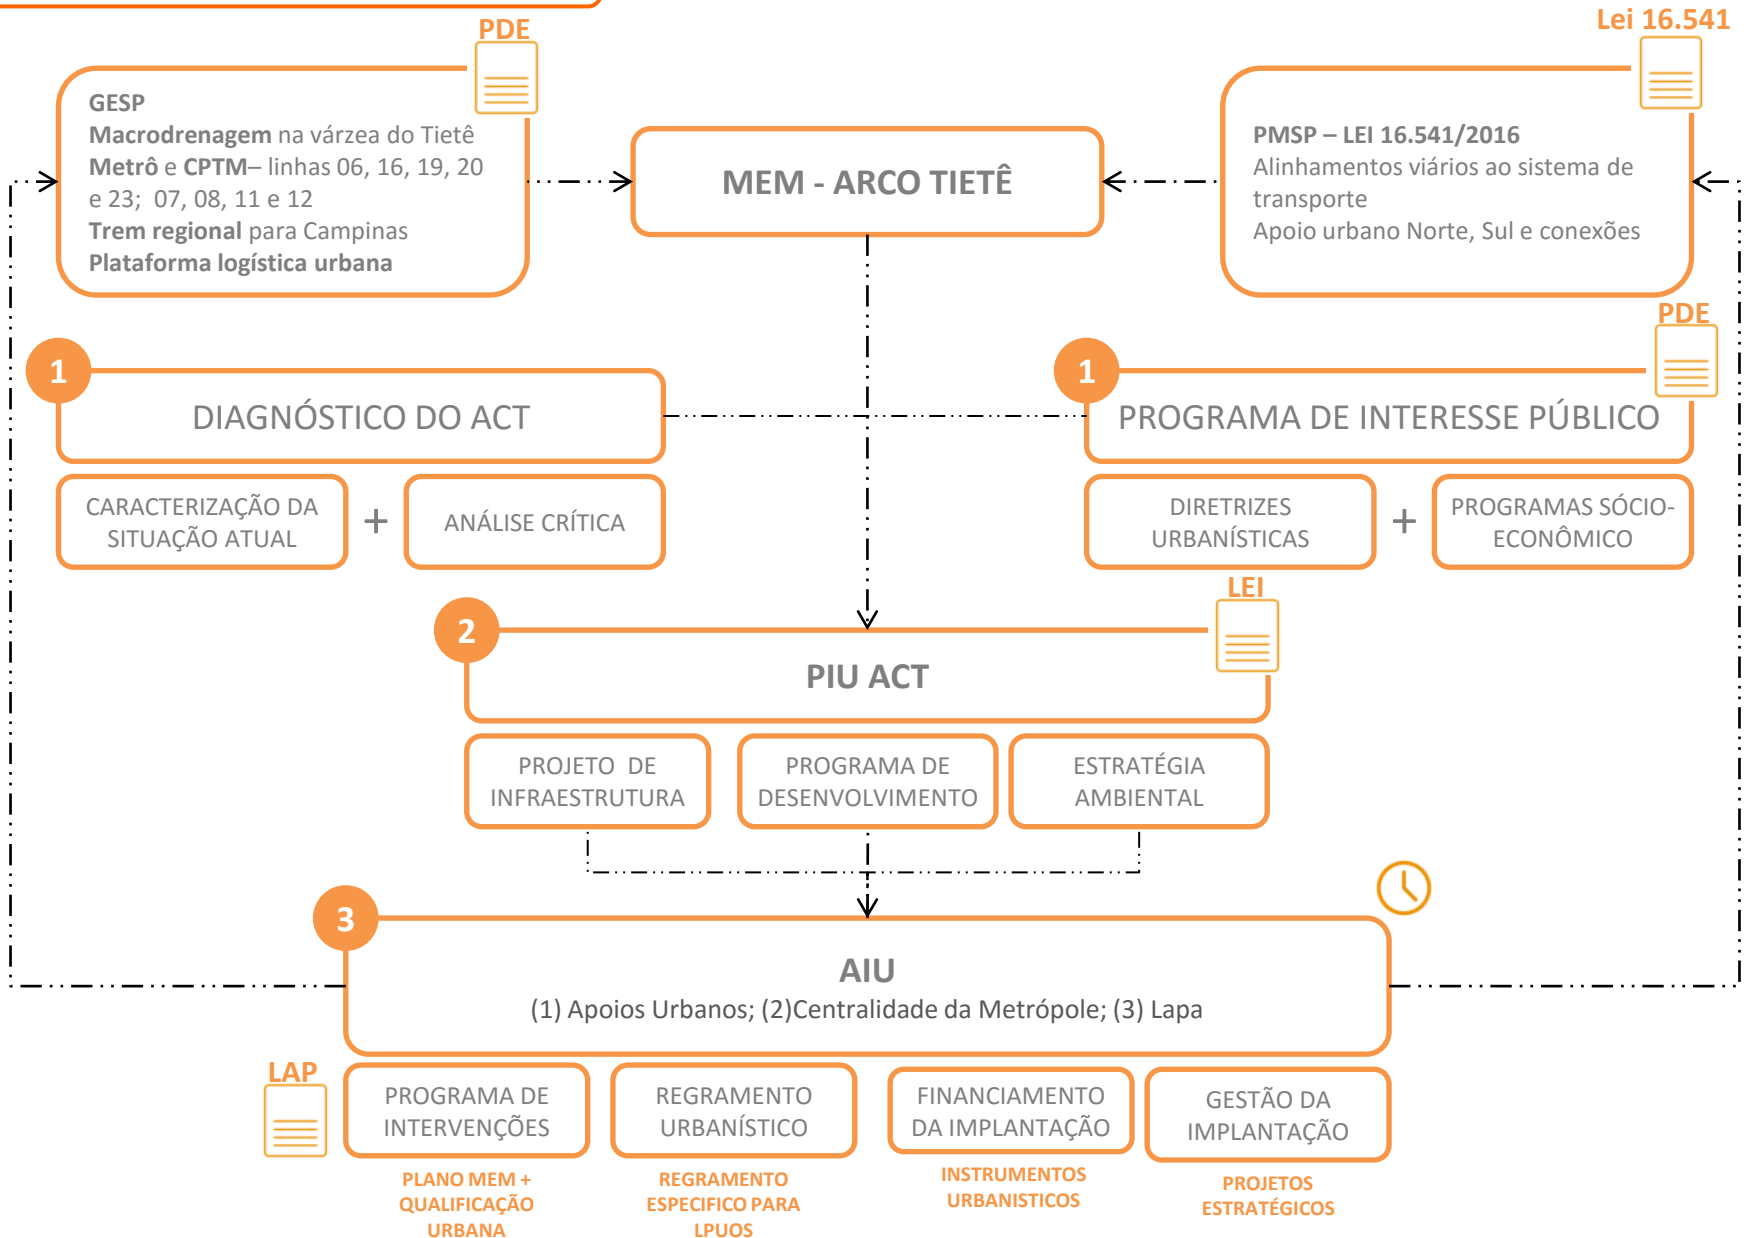 PDE
GESP
Macrodrenagem na várzea do Tietê
Metrô e CPTM– linhas 06, 16, 19, 20
e 23; 07, 08, 11 e 12
Trem regional para Campinas
Plataforma logística urbana
MEM - ARCO TIETÊ
Lei 16.541
PMSP – LEI 16.541/2016
Alinhamentos viários ao sistema de
transporte
Apoio urbano Norte, Sul e conexões
1
DIAGNÓSTICO DO ACT
CARACTERIZAÇÃO DA
SITUAÇÃO ATUAL
+
ANÁLISE CRÍTICA
PDE
1
PROGRAMA DE INTERESSE PÚBLICO
DIRETRIZES
URBANÍSTICAS
+
PROGRAMAS SÓCIO-
ECONÔMICO
LEI
2
PIU ACT
PROJETO DE
INFRAESTRUTURA
PROGRAMA DE
DESENVOLVIMENTO
ESTRATÉGIA
AMBIENTAL
3
AIU
(1) Apoios Urbanos; (2)Centralidade da Metrópole; (3) Lapa
LAP
PROGRAMA DE
INTERVENÇÕES
REGRAMENTO
URBANÍSTICO
FINANCIAMENTO
DA IMPLANTAÇÃO
GESTÃO DA
IMPLANTAÇÃO
PLANO MEM +
QUALIFICAÇÃO
URBANA
REGRAMENTO
ESPECIFICO PARA
LPUOS
INSTRUMENTOS
URBANISTICOS
PROJETOS
ESTRATÉGICOS